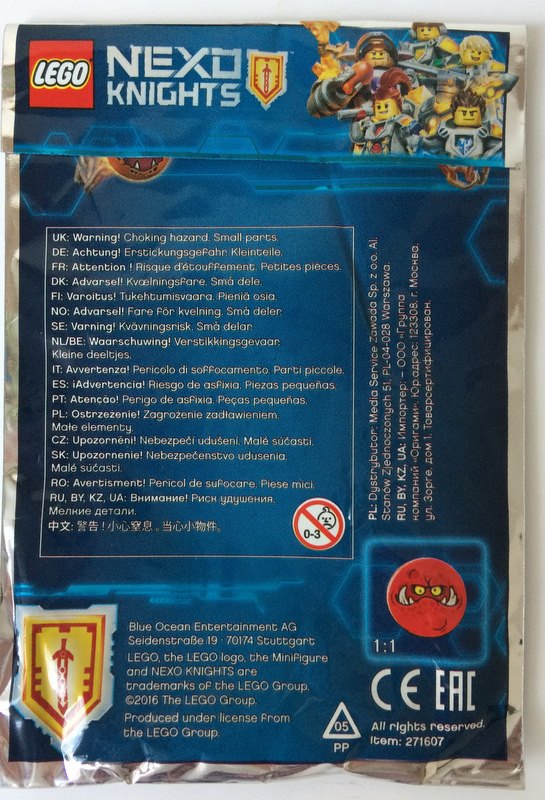 LEGO
NEXO
KNIGHTS
UK: Warning! Choking hazard. Small parts.
DE: Achtung! Erstickungsgefahr. Kleinteile.
FR: Attention ! Risque d'étouffement. Petites pièces.
DK: Advarsel! Kvælningsfare. Små dele.
FI: Varoitus! Tukehtumisvaara. Pieniä osia.
NO: Advarsel! Fare for kvelning. Små deler.
SE: Varning! Kvävningsrisk. Små delar.
NL/BE: Waarschuwing! Verstikkingsgevaar.
Kleine deeltjes.
IT: Avvertenza! Pericolo di soffocamento. Parti piccole.
ES: ¡Advertencia! Riesgo de asfixia. Piezas pequeñas.
PT: Atenção! Perigo de asfixia. Peças pequenas.
PL: Ostrzeżenie! Zagrożenie zadławieniem.
Małe elementy.
CZ: Upozornění! Nebezpečí udušení. Malé súčasti.
SK: Upozornenie! Nebezpečenstvo udusenia.
Malé súčasti.
RO: Avertisment! Pericol de sufocare. Piese mici.
RU, BY, KZ, UA: Внимание! Риск удушения.
Мелкие детали.
中文: 警告！小心窒息。当心小物件。
0-3
PL: Dystrybutor: Media Service Zawada Sp. z o.o. Al.
Stanów Zjednoczonych 51, PL-04-028 Warszawa.
RU, BY, KZ, UA: Импортер: – ООО «Группа
компаний «Оригами». Юр.адрес: 123308, г. Москва,
ул. Зорге, дом 1. Товарсертифицирован.
Blue Ocean Entertainment AG
Seidenstraße 19 · 70174 Stuttgart
LEGO, the LEGO logo, the Minifigure
and NEXO KNIGHTS are
trademarks of the LEGO Group.
©2016 The LEGO Group.
Produced under license from
the LEGO Group.
1:1
CE EAC
05
PP
All rights reserved.
Item: 271607